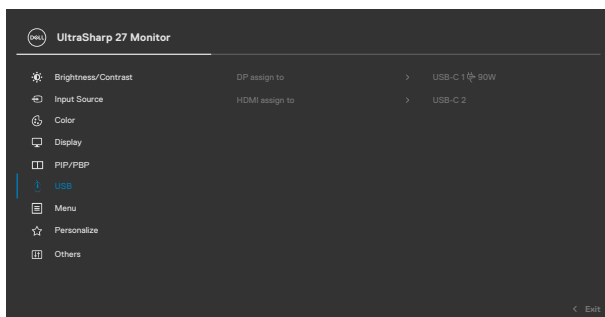 DELL UltraSharp 27 Monitor
Brightness/Contrast DP assign to > USB-C 1 90W
Input Source HDMI assign to > USB-C 2
Color
Display
PIP/PBP
USB
Menu
Personalize
Others
< Exit